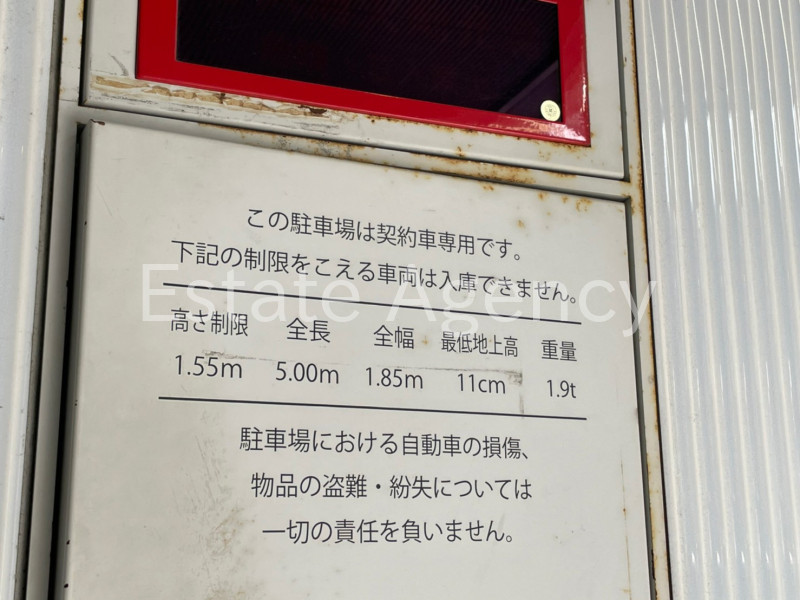 この駐車場は契約車専用です。
下記の制限をこえる車両は入庫できません。
Estate Agency
高さ制限 全長 全幅 最低地上高 重量
1.55m 5.00m 1.85m 11cm 1.9t
駐車場における自動車の損傷、
物品の盗難・紛失については
一切の責任を負いません。
Estate Agency